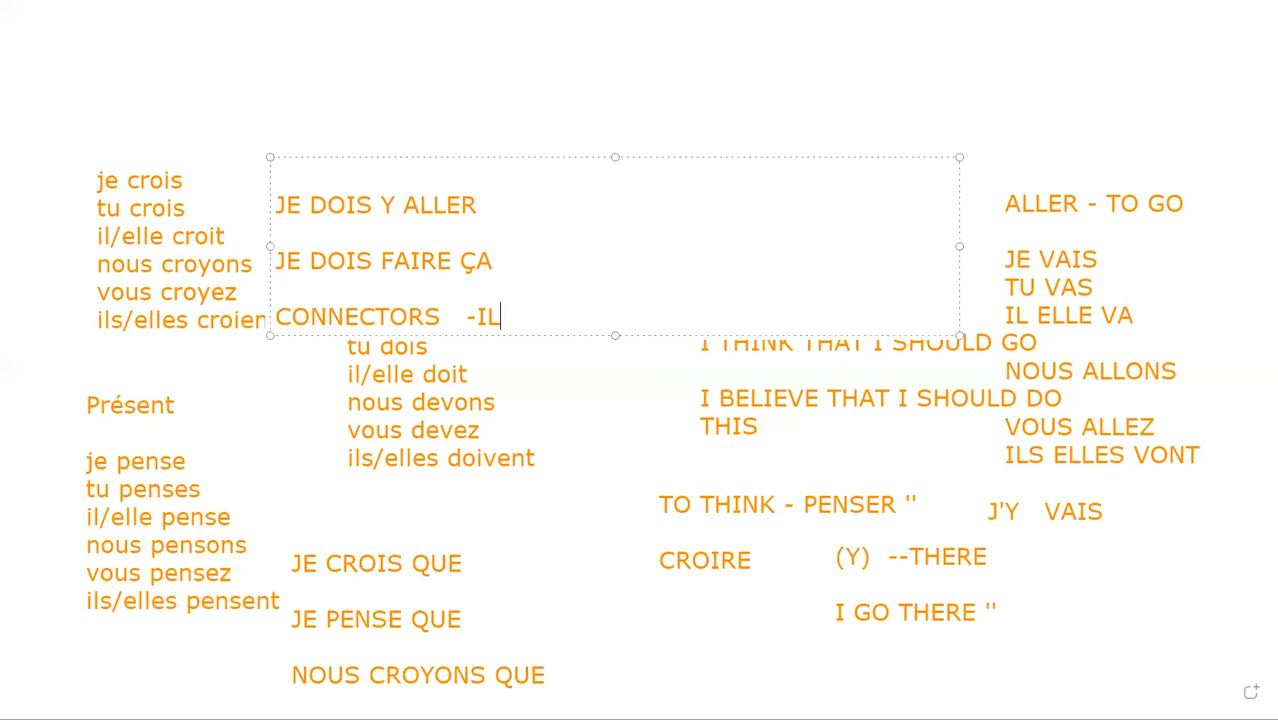 je crois
tu crois
il/elle croit
nous croyons
vous croyez
ils/elles croien
Présent
je pense
tu penses
il/elle pense
nous pensons
vous pensez
ils/elles pensent
JE DOIS Y ALLER
JE DOIS FAIRE ÇA
CONNECTORS -IL
tu dois
il/elle doit
nous devons
vous devez
ils/elles doivent
JE CROIS QUE
JE PENSE QUE
NOUS CROYONS QUE
I THINK THAT I SHOULD GO
I BELIEVE THAT I SHOULD DO
THIS
TO THINK - PENSER "
CROIRE
(Y) --THERE
I GO THERE "
ALLER - TO GO
JE VAIS
TU VAS
IL ELLE VA
NOUS ALLONS
VOUS ALLEZ
ILS ELLES VONT
J'Y VAIS